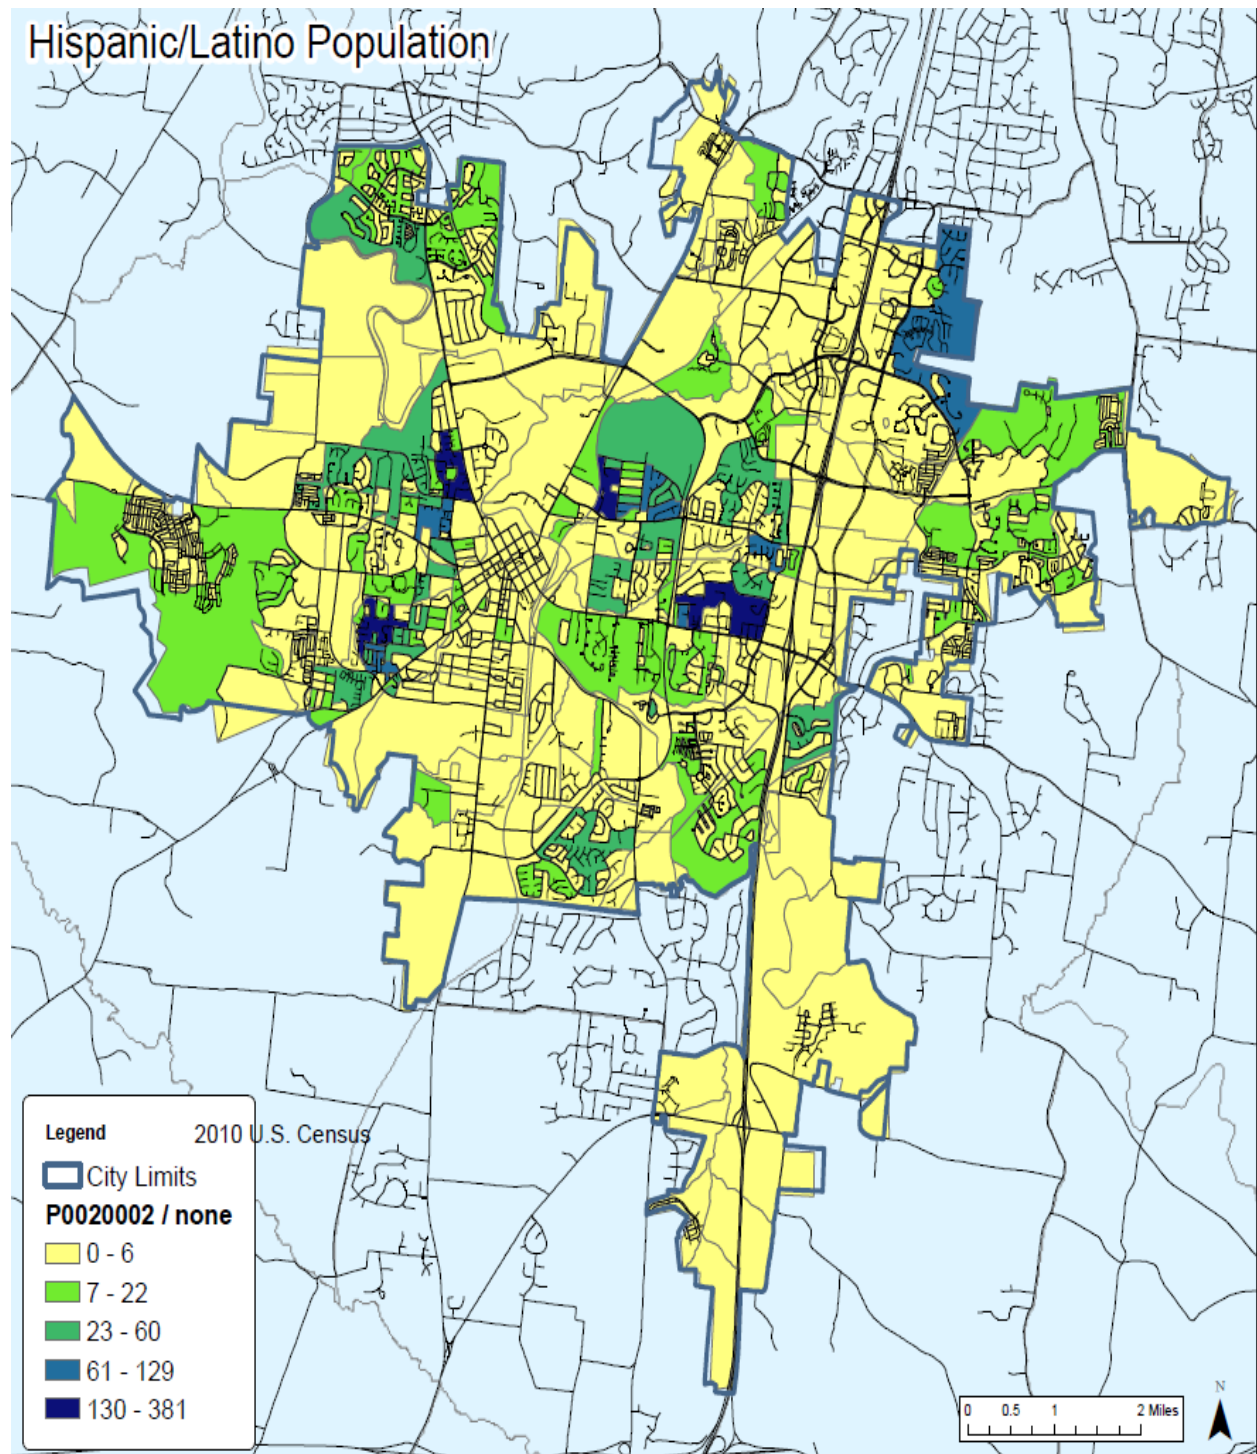 Hispanic/Latino Population
Legend
2010 U.S. Census
City Limits
P0020002 / none
0 - 6
7 - 22
23 - 60
61 - 129
130 - 381
0 0.5 1 2 Miles
N